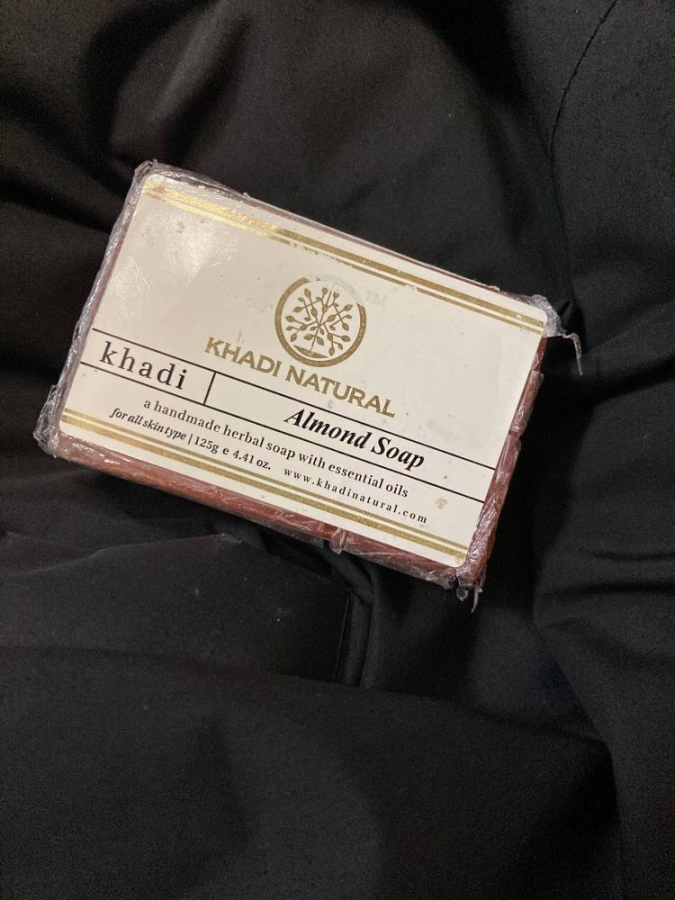 TM
KHADI NATURAL
khadi
Almond Soap
a handmade herbal soap with essential oils
for all skin type | 125g e 4.41 oz.
www.khadinatural.com